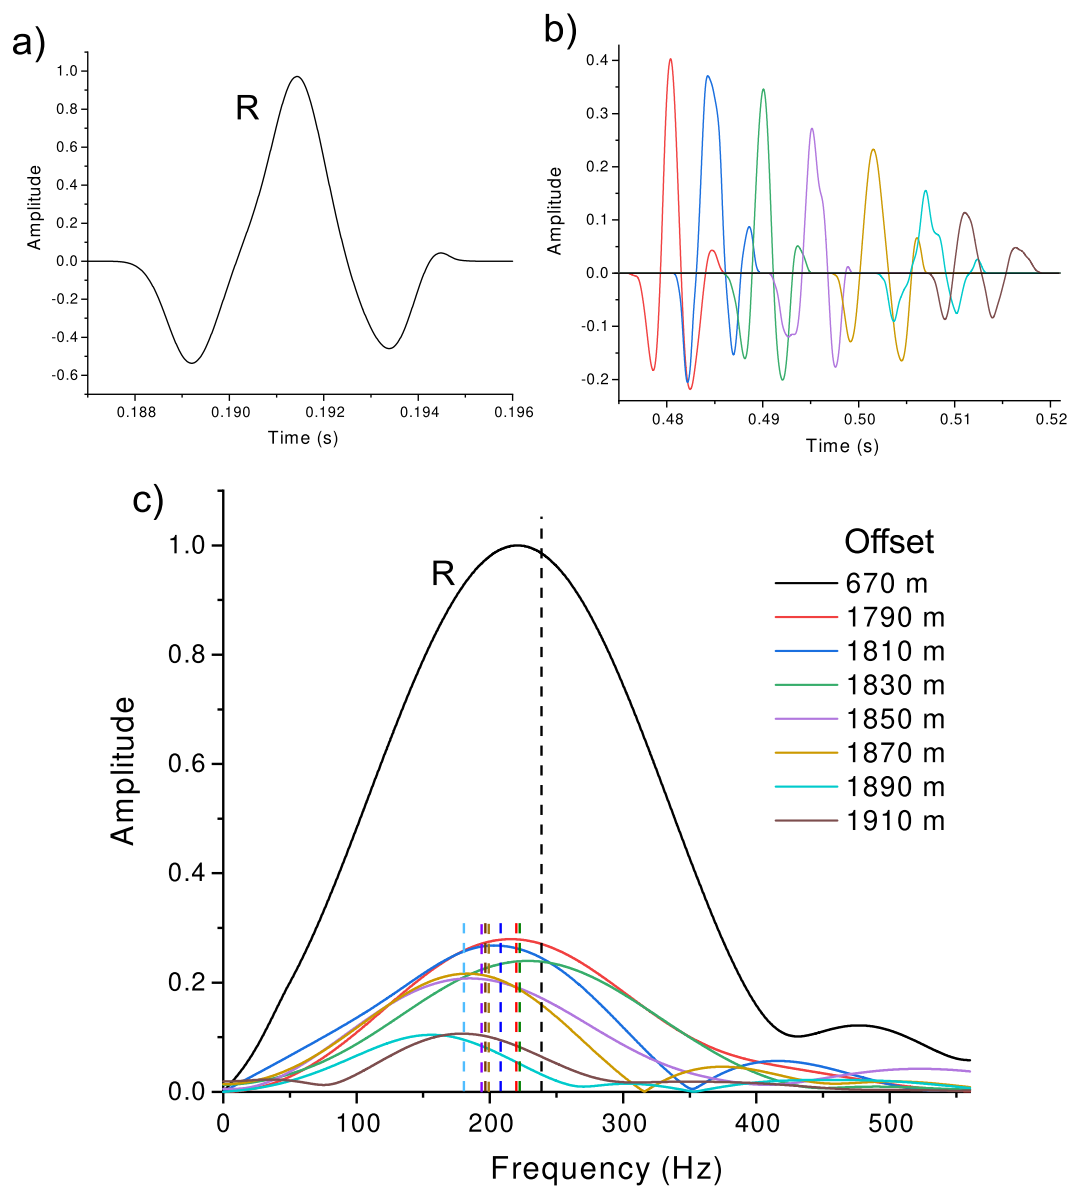 a)
R
Amplitude
1.0
0.8
0.6
0.4
0.2
0.0
-0.2
-0.4
-0.6
0.188
0.190
0.192
0.194
0.196
Time (s)
b)
Amplitude
0.4
0.3
0.2
0.1
0.0
-0.1
-0.2
0.48
0.49
0.50
0.51
0.52
Time (s)
c)
R
Amplitude
1.0
0.8
0.6
0.4
0.2
0.0
0
100
200
300
400
500
Frequency (Hz)
Offset
670 m
1790 m
1810 m
1830 m
1850 m
1870 m
1890 m
1910 m